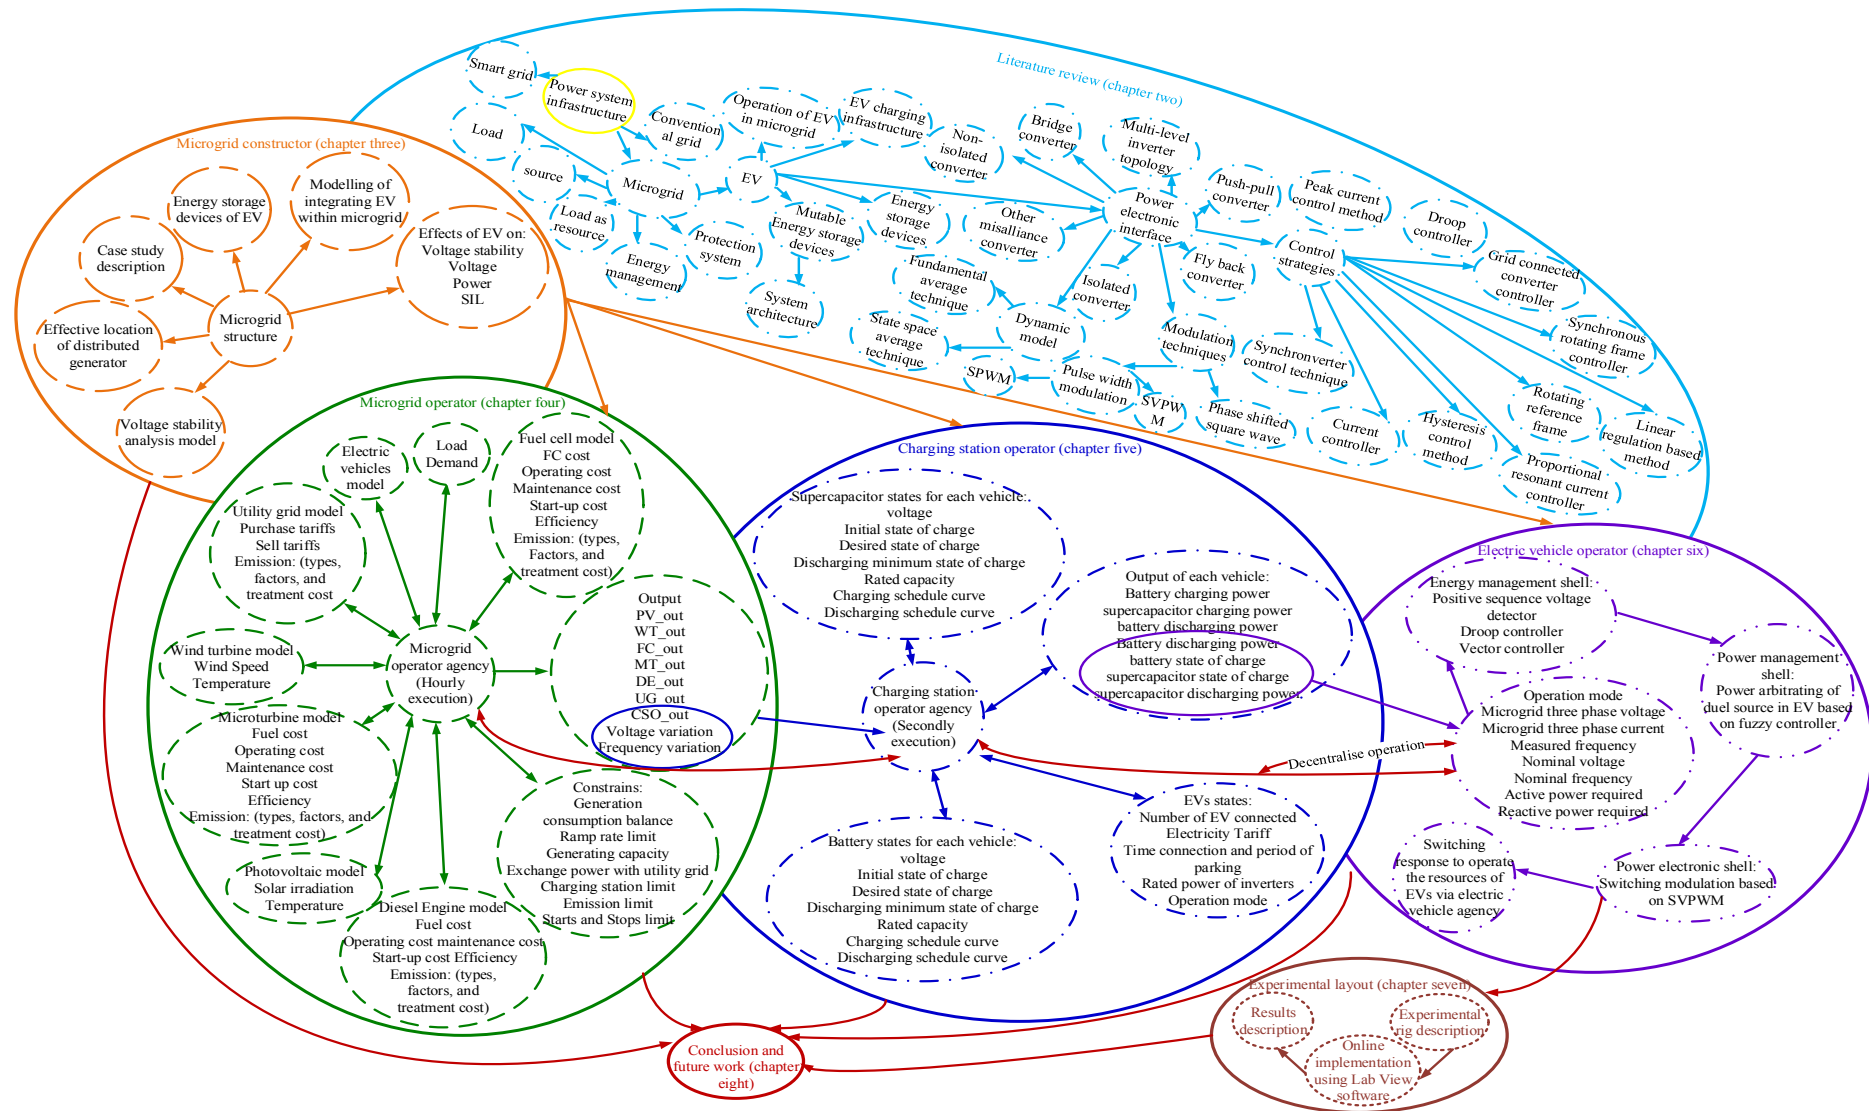 Literature review (chapter two)
Smart grid
Power system
infrastructure
Load
Convention
al grid
Operation of EV
in microgrid
EV charging
infrastructure
Non-
isolated
converter
Bridge
converter
Multi-level
inverter
topology
source
Microgrid
EV
Push-pull
converter
Peak current
control method
Droop
controller
Load as
resource
Mutable
Energy storage
devices
Energy
storage
devices
Other
misalliance
converter
Power
electronic
interface
Protection
system
Energy
management
Control
strategies
Grid connected
converter
controller
Fundamental
average
technique
Isolated
converter
Fly back
converter
System
architecture
State space
average
technique
Dynamic
model
Modulation
techniques
Synchronverter
control technique
Synchronous
rotating frame
controller
SPWM
Pulse width
modulation
SVPW
M
Phase shifted
square wave
Current
controller
Hysteresis
control
method
Rotating
reference
frame
Linear
regulation based
method
Proportional
resonant current
controller
Microgrid constructor (chapter three)
Energy storage
devices of EV
Modelling of
integrating EV
within microgrid
Case study
description
Effects of EV on:
Voltage stability
Voltage
Power
SIL
Effective location
of distributed
generator
Microgrid
structure
Voltage stability
analysis model
Microgrid operator (chapter four)
Electric
vehicles
model
Load
Demand
Fuel cell model
FC cost
Operating cost
Maintenance cost
Start-up cost
Efficiency
Emission: (types,
Factors, and
treatment cost)
Utility grid model
Purchase tariffs
Sell tariffs
Emission: (types,
factors, and
treatment cost
Wind turbine model
Wind Speed
Temperature
Microgrid
operator agency
(Hourly
execution)
Output
PV_out
WT_out
FC_out
MT_out
DE_out
UG_out
CSO_out
Voltage variation
Frequency variation
Microturbine model
Fuel cost
Operating cost
Maintenance cost
Start up cost
Efficiency
Emission: (types, factors, and
treatment cost)
Constrains:
Generation
consumption balance
Ramp rate limit
Generating capacity
Exchange power with utility grid
Charging station limit
Emission limit
Starts and Stops limit
Photovoltaic model
Solar irradiation
Temperature
Diesel Engine model
Fuel cost
Operating cost maintenance cost
Start-up cost Efficiency
Emission: (types,
factors, and
treatment cost)
Charging station operator (chapter five)
Supercapacitor states for each vehicle:
voltage
Initial state of charge
Desired state of charge
Discharging minimum state of charge
Rated capacity
Charging schedule curve
Discharging schedule curve
Output of each vehicle:
Battery charging power
supercapacitor charging power
battery discharging power
Battery discharging power
battery state of charge
supercapacitor state of charge
supercapacitor discharging power
Charging station
operator agency
(Secondly
execution)
Battery states for each vehicle:
voltage
Initial state of charge
Desired state of charge
Discharging minimum state of charge
Rated capacity
Charging schedule curve
Discharging schedule curve
EVs states:
Number of EV connected
Electricity Tariff
Time connection and period of
parking
Rated power of inverters
Operation mode
Decentralise operation
Electric vehicle operator (chapter six)
Energy management shell:
Positive sequence voltage
detector
Droop controller
Vector controller
Power management
shell:
Power arbitrating of
duel source in EV based
on fuzzy controller
Operation mode
Microgrid three phase voltage
Microgrid three phase current
Measured frequency
Nominal voltage
Nominal frequency
Active power required
Reactive power required
Switching
response to operate
the resources of
EVs via electric
vehicle agency
Power electronic shell:
Switching modulation based
on SVPWM
Experimental layout (chapter seven)
Results
description
Experimental
rig description
Online
implementation
using Lab View
software
Conclusion and
future work (chapter
eight)